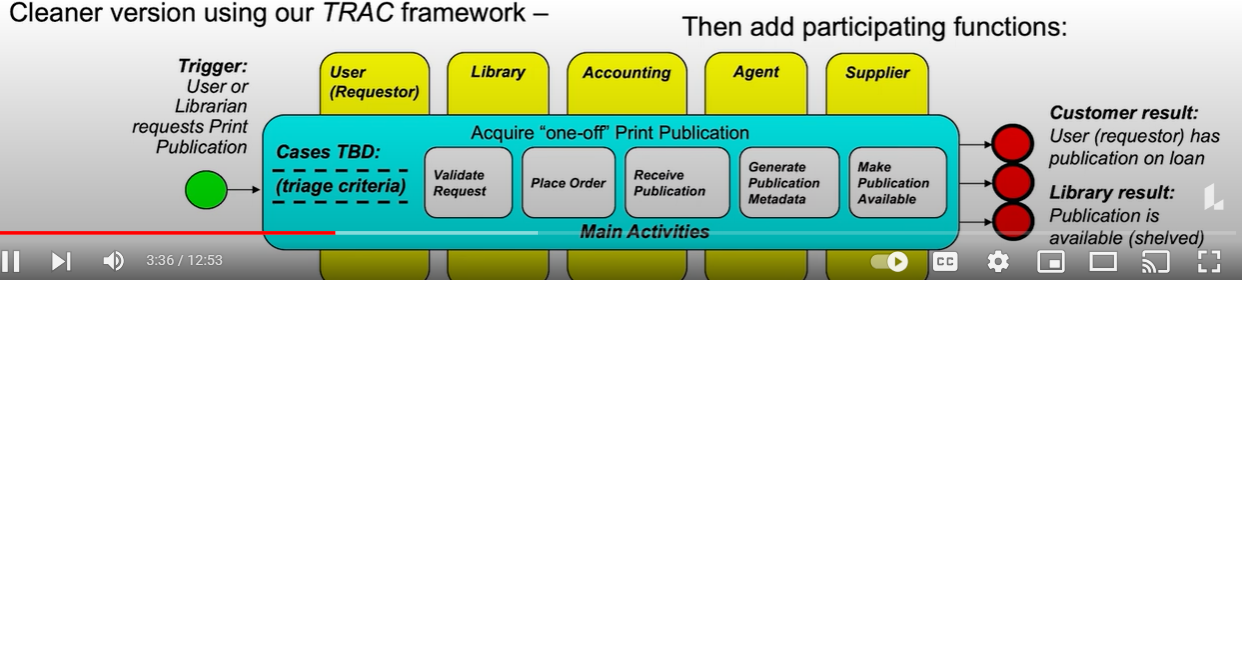 Cleaner version using our TRAC framework –
Then add participating functions:
Trigger:
User or
Librarian
requests Print
Publication
User
(Requestor)
Library
Accounting
Agent
Supplier
Acquire “one-off” Print Publication
Cases TBD:
(triage criteria)
Validate
Request
Place Order
Receive
Publication
Generate
Publication
Metadata
Make
Publication
Available
Main Activities
Customer result:
User (requestor) has
publication on loan
Library result:
Publication is
available (shelved)
3:36 / 12:53
CC